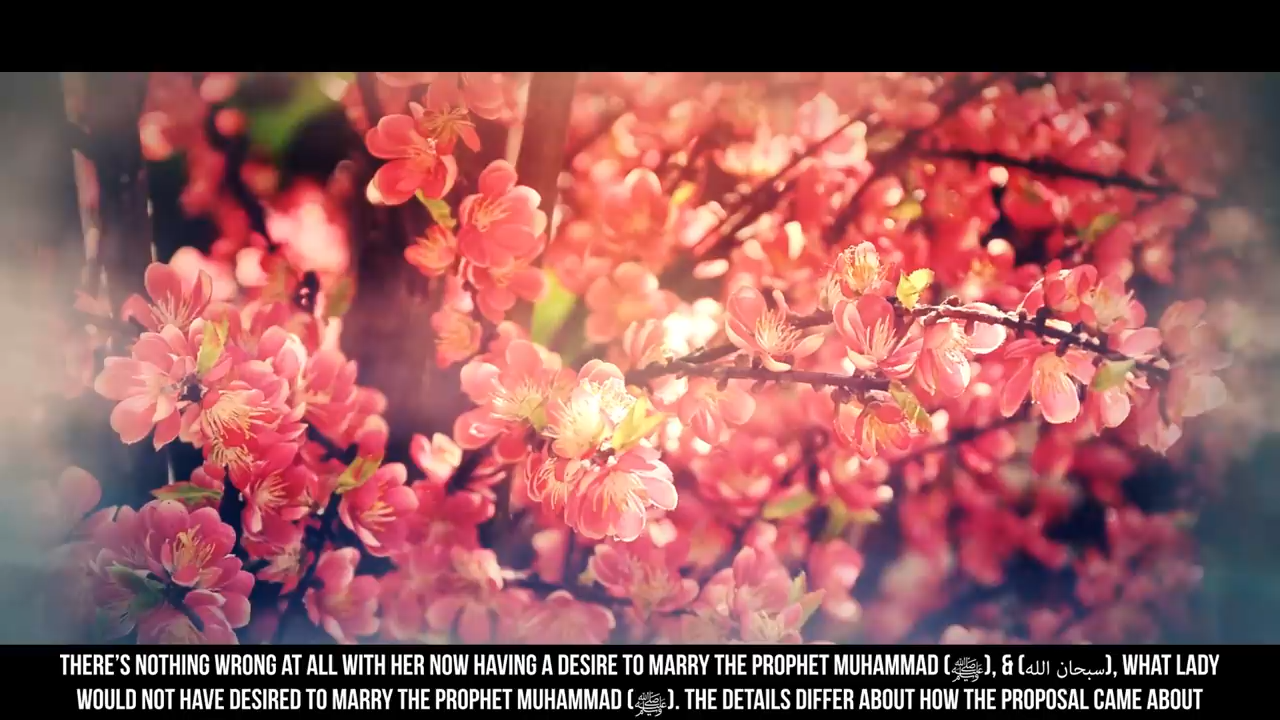 THERE'S NOTHING WRONG AT ALL WITH HER NOW HAVING A DESIRE TO MARRY THE PROPHET MUHAMMAD (ﷺ), & (سبحان الله), WHAT LADY
WOULD NOT HAVE DESIRED TO MARRY THE PROPHET MUHAMMAD (ﷺ). THE DETAILS DIFFER ABOUT HOW THE PROPOSAL CAME ABOUT